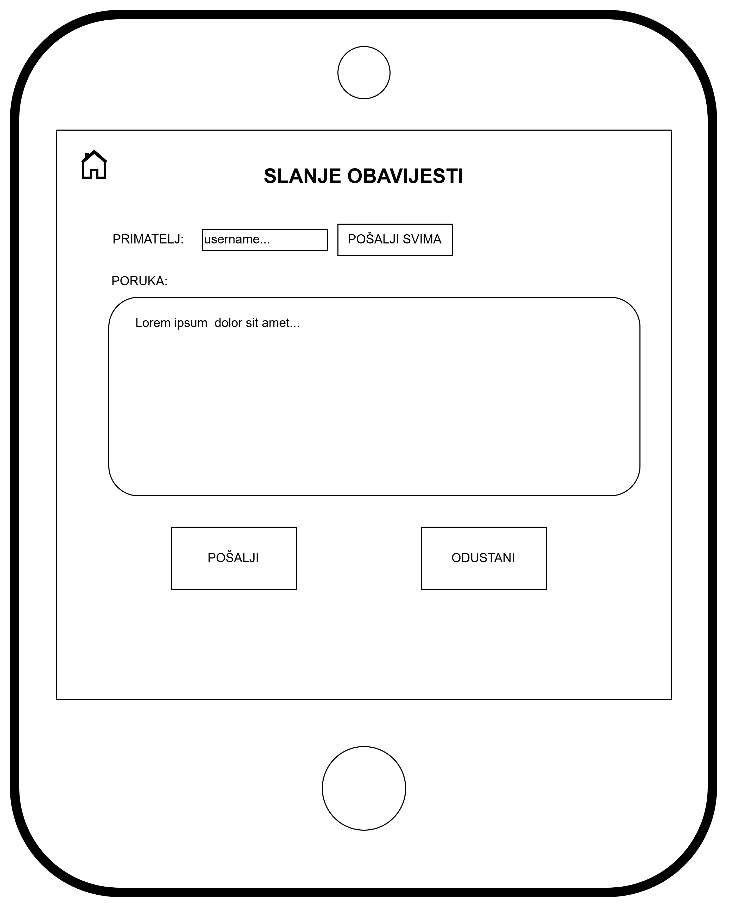 SLANJE OBAVIJESTI
PRIMATELJ: username... POŠALJI SVIMA
PORUKA:
Lorem ipsum  dolor sit amet...
POŠALJI ODUSTANI